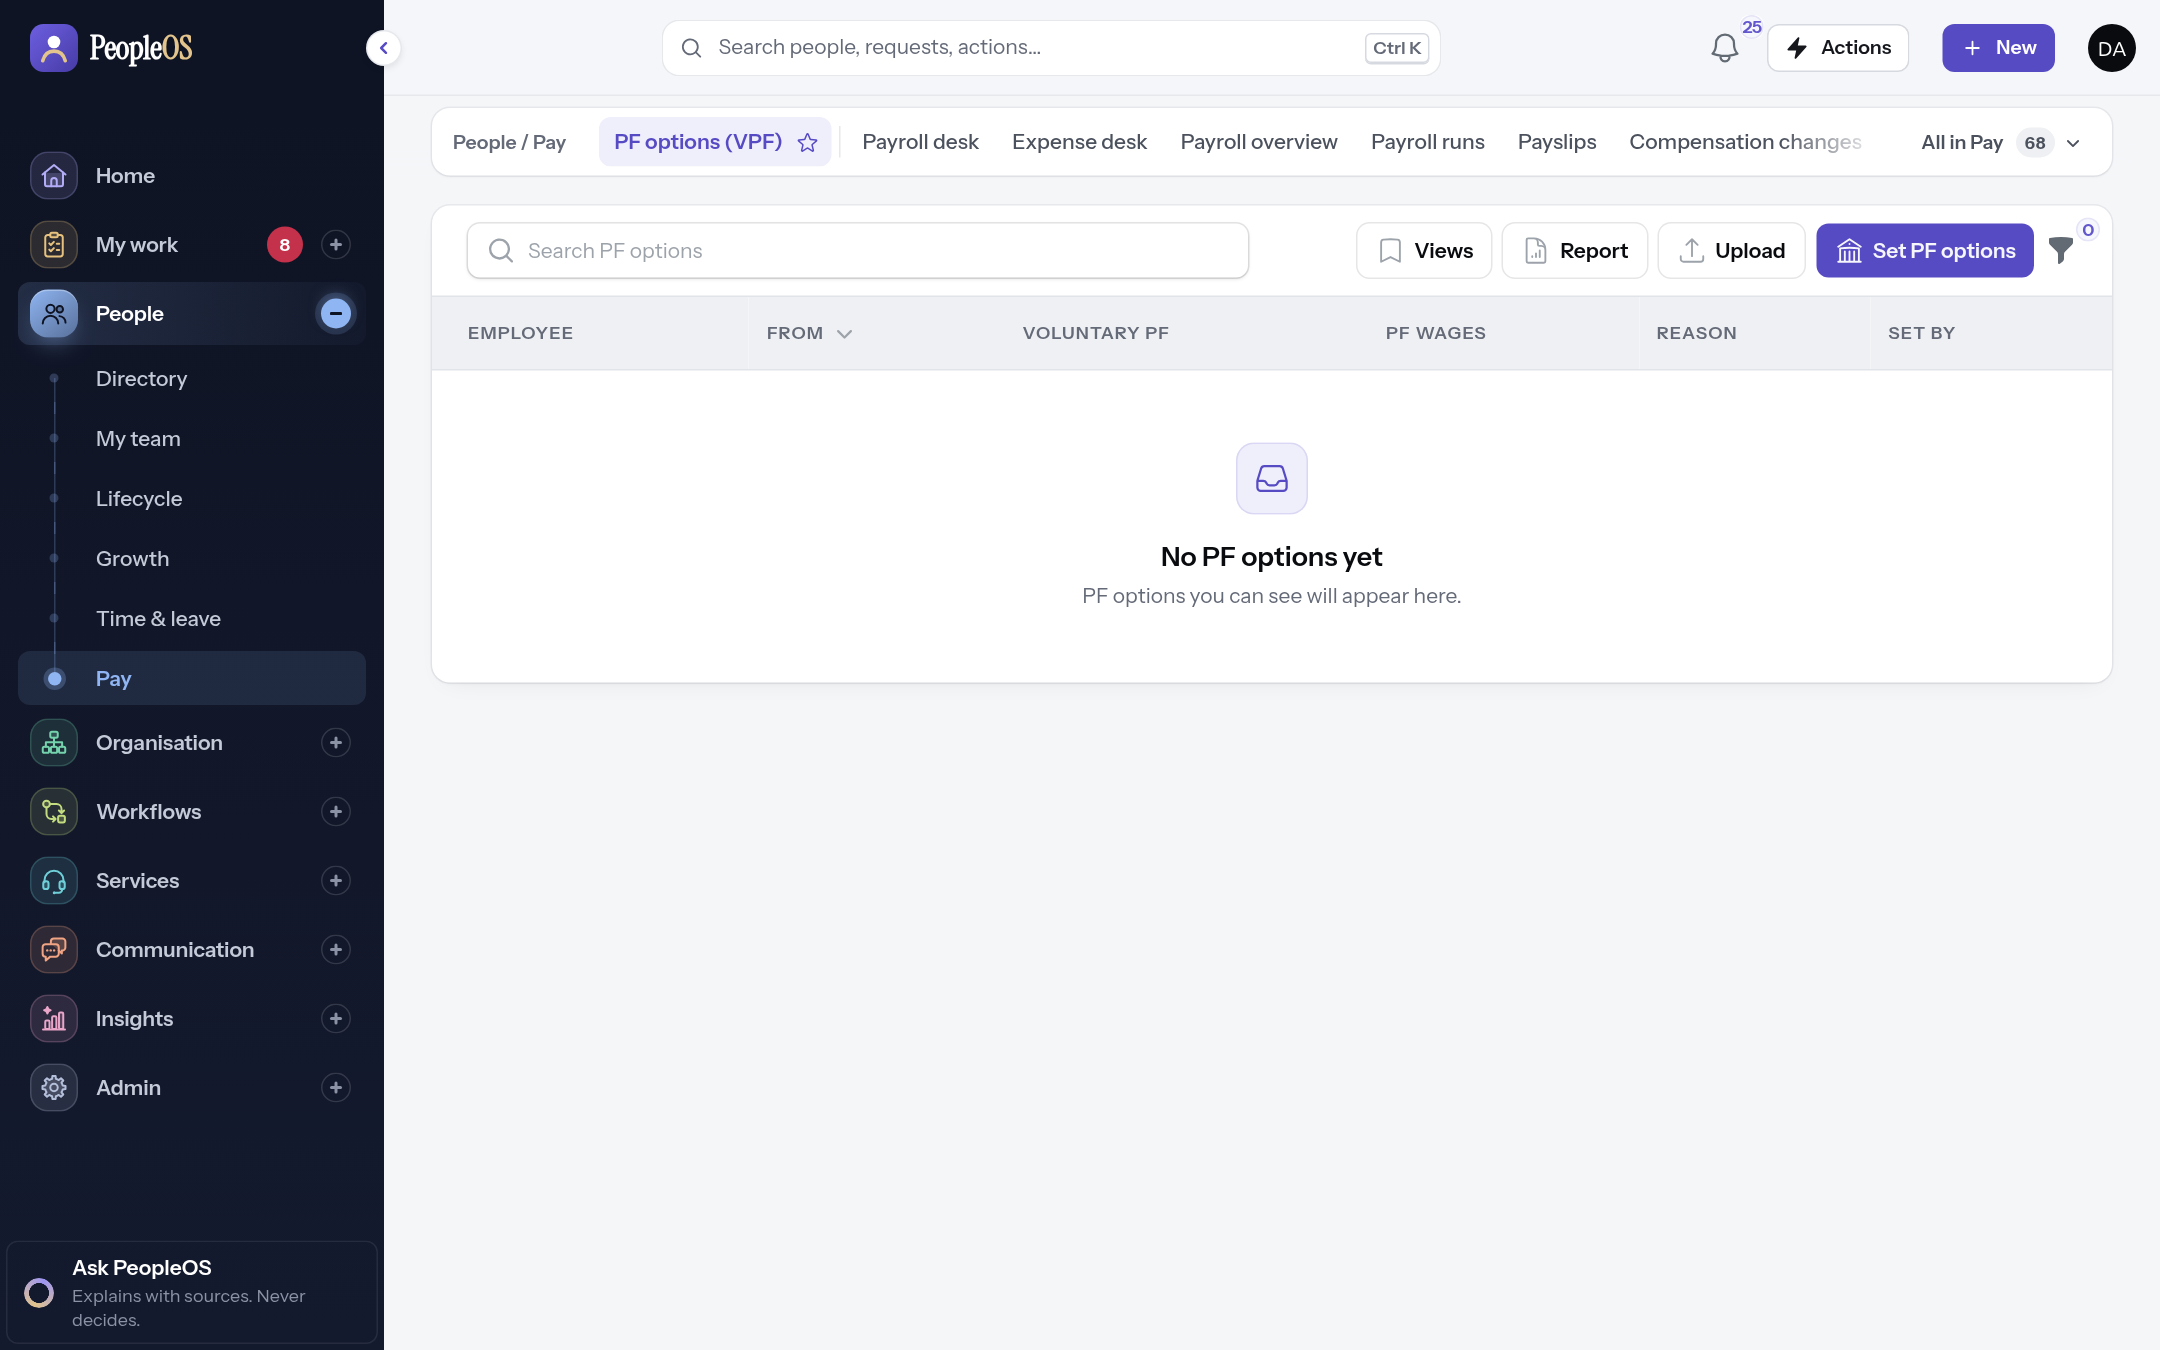 PeopleOS
Search people, requests, actions...
Ctrl K
25
Actions
New
DA
Home
My work
8
People
Directory
My team
Lifecycle
Growth
Time & leave
Pay
Organisation
Workflows
Services
Communication
Insights
Admin
Ask PeopleOS
Explains with sources. Never
decides.
People / Pay
PF options (VPF)
Payroll desk
Expense desk
Payroll overview
Payroll runs
Payslips
Compensation changes
All in Pay
68
Search PF options
Views
Report
Upload
Set PF options
0
EMPLOYEE
FROM
VOLUNTARY PF
PF WAGES
REASON
SET BY
No PF options yet
PF options you can see will appear here.